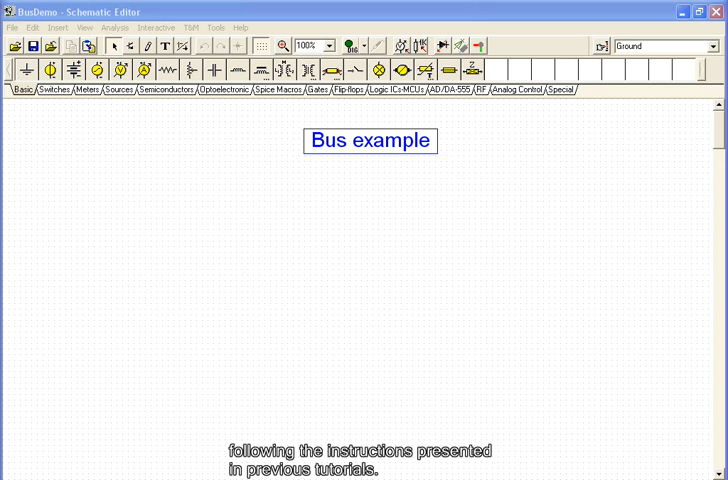 BusDemo - Schematic Editor
File Edit View Insert View Analysis Interactive T&M Tools Help
100%
DIG
Ground
Basic Switches Meters Sources Semiconductors Optoelectronic Spice Macros Gates Flip-flops Logic ICs-MCUs AD/DA-555 RF Analog Control Special
Bus example
following the instructions presented
in previous tutorials.